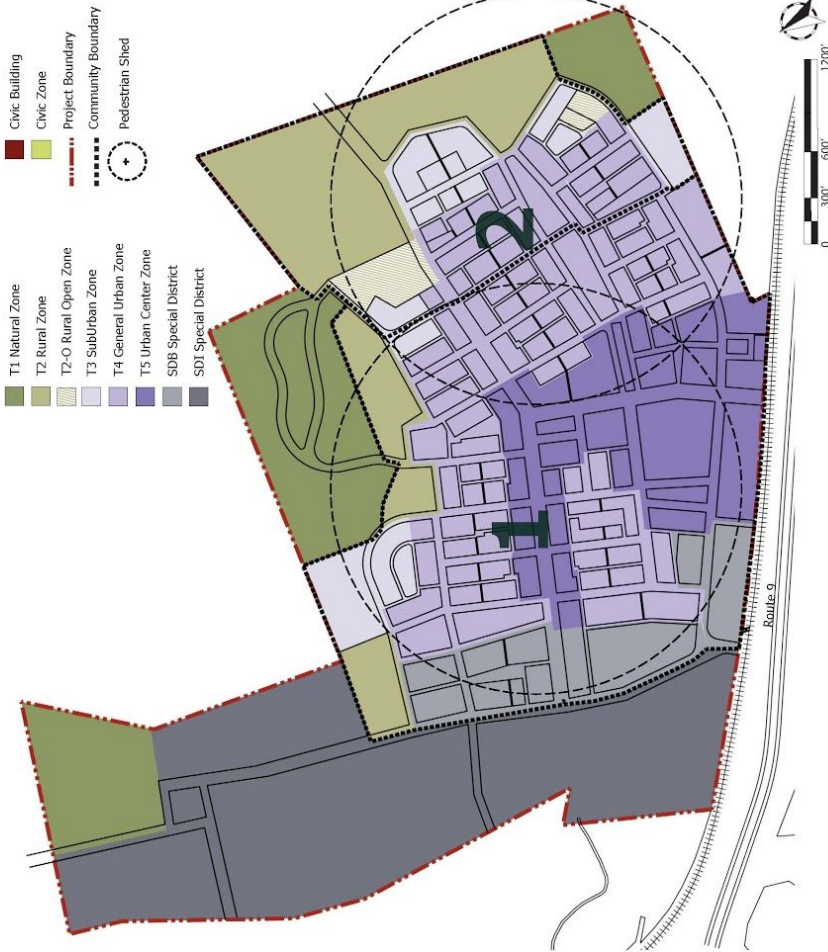 Civic Building
Civic Zone
Project Boundary
Community Boundary
Pedestrian Shed
T1 Natural Zone
T2 Rural Zone
T2-O Rural Open Zone
T3 SubUrban Zone
T4 General Urban Zone
T5 Urban Center Zone
SDB Special District
SDI Special District
1
2
Route 9
0
300'
600'
1200'